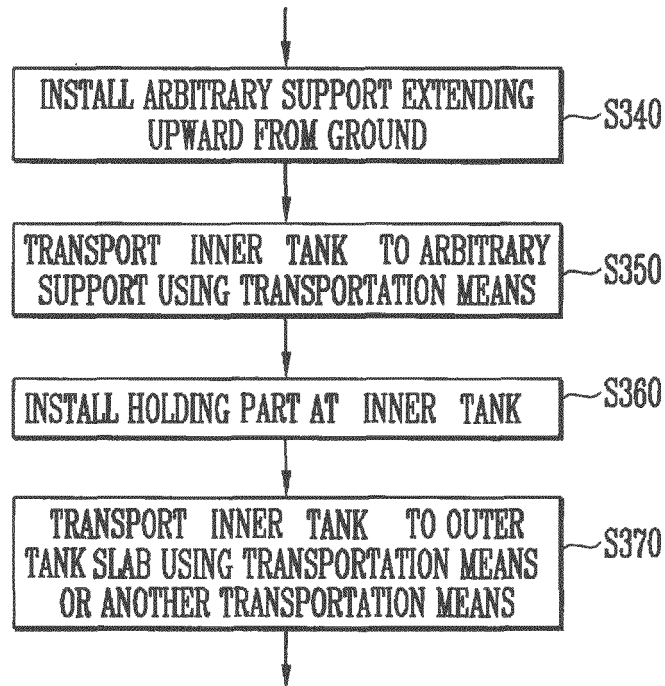 INSTALL ARBITRARY SUPPORT EXTENDING
UPWARD FROM GROUND
S340
TRANSPORT INNER TANK TO ARBITRARY
SUPPORT USING TRANSPORTATION MEANS
S350
INSTALL HOLDING PART AT INNER TANK
S360
TRANSPORT INNER TANK TO OUTER
TANK SLAB USING TRANSPORTATION MEANS
OR ANOTHER TRANSPORTATION MEANS
S370